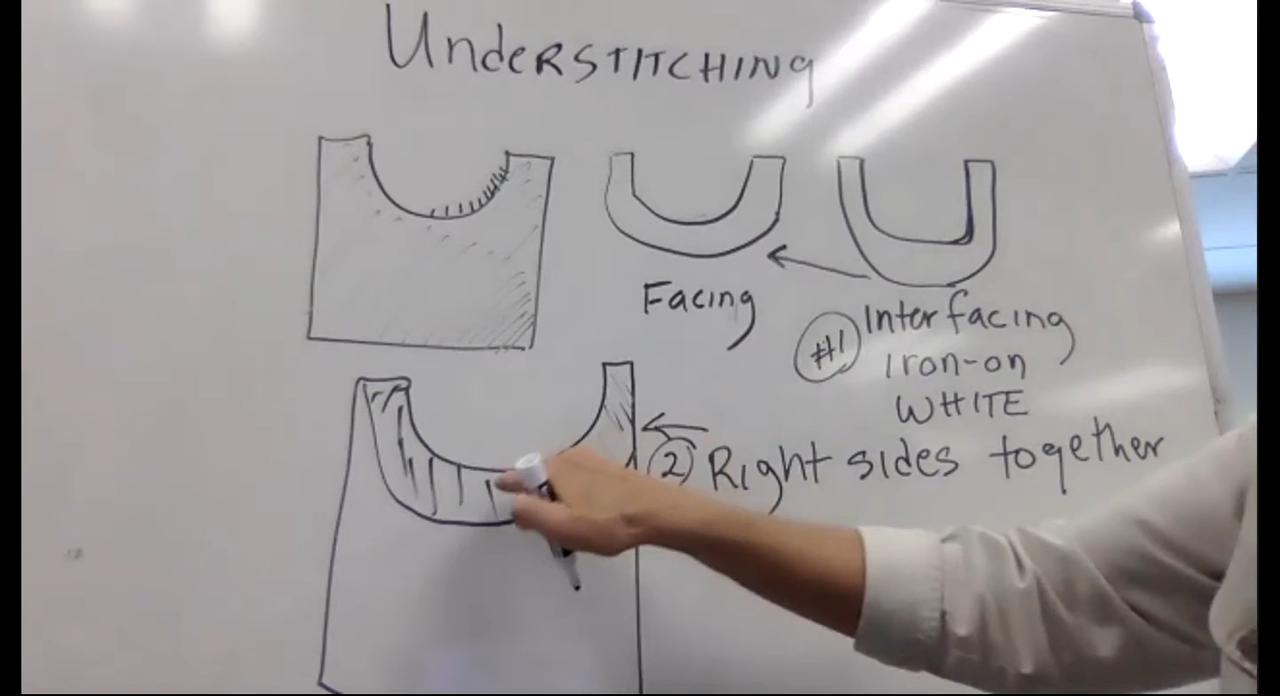 UndeRSTITCHINg
Facing
#1 Interfacing
Iron-on
WHITE
2 Right sides together